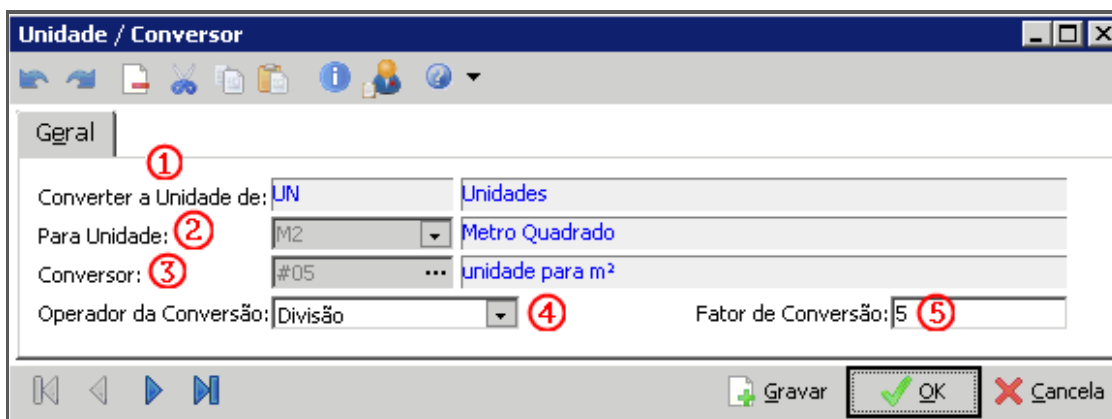 Unidade / Conversor
Geral
1
Converter a Unidade de: UN Unidades
Para Unidade: 2 M2 Metro Quadrado
Conversor: 3 #05 ... unidade para m²
Operador da Conversão: Divisão 4 Fator de Conversão: 5 5
Gravar OK Cancela